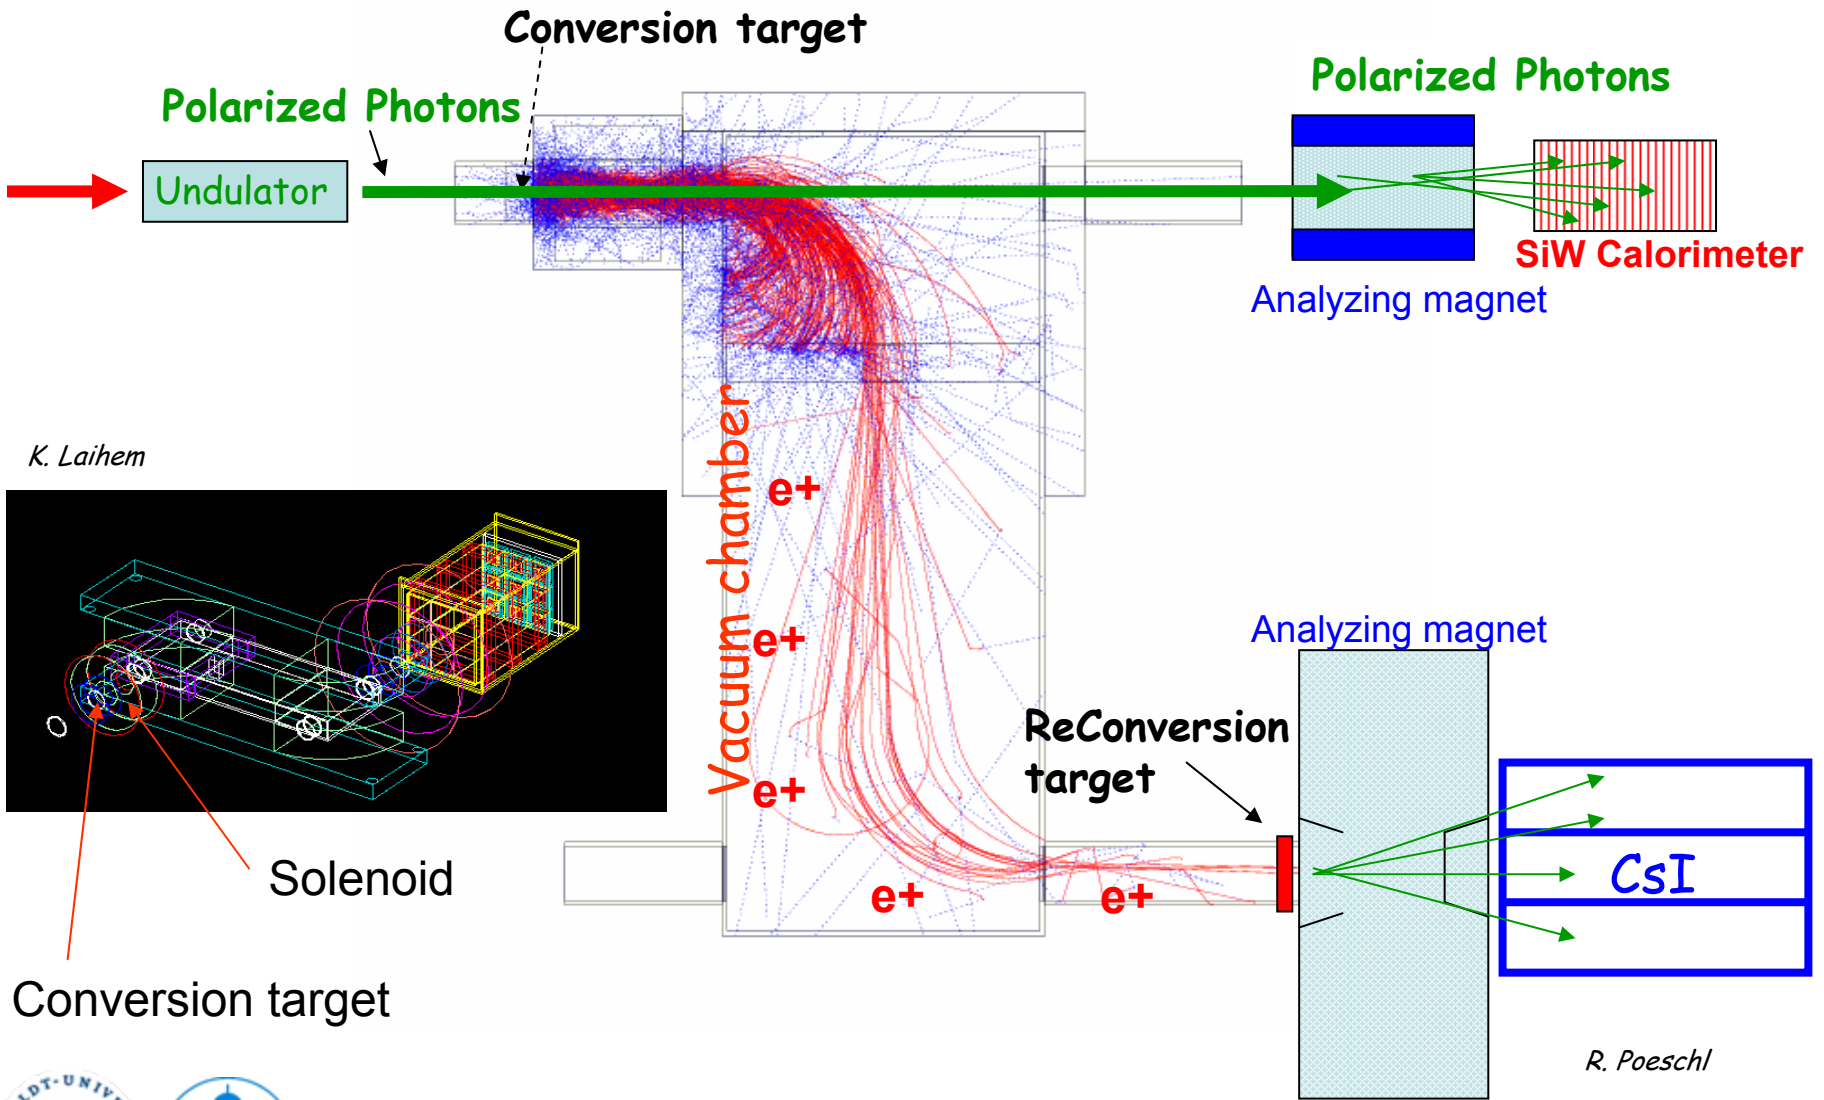 Conversion target
Polarized Photons
Polarized Photons
Undulator
SiW Calorimeter
Analyzing magnet
K. Laihem
Vacuum chamber
e+
e+
e+
e+
e+
Analyzing magnet
ReConversion
target
CsI
Solenoid
Conversion target
R. Poeschl